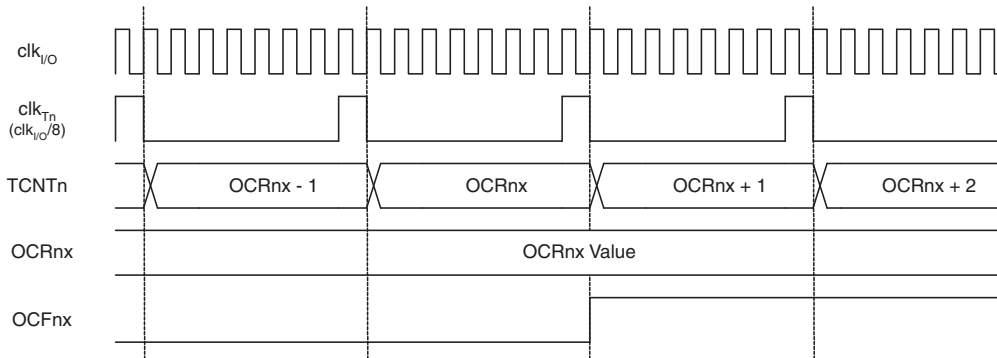 clkI/O
clkTn
(clkI/O/8)
TCNTn OCRnx - 1 OCRnx OCRnx + 1 OCRnx + 2
OCRnx OCRnx Value
OCFnx